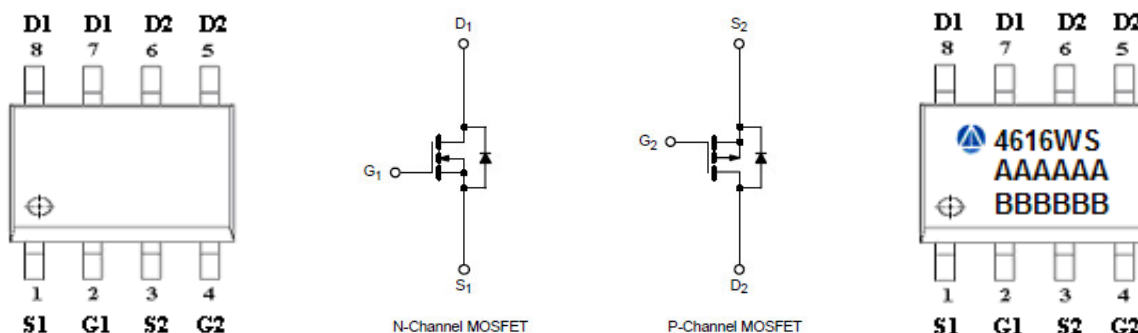 D1 D1 D2 D2
8 7 6 5
1 2 3 4
S1 G1 S2 G2
D1
G1
S1
N-Channel MOSFET
S2
G2
D2
P-Channel MOSFET
D1 D1 D2 D2
8 7 6 5
4616WS
AAAAAA
BBBBBB
1 2 3 4
S1 G1 S2 G2